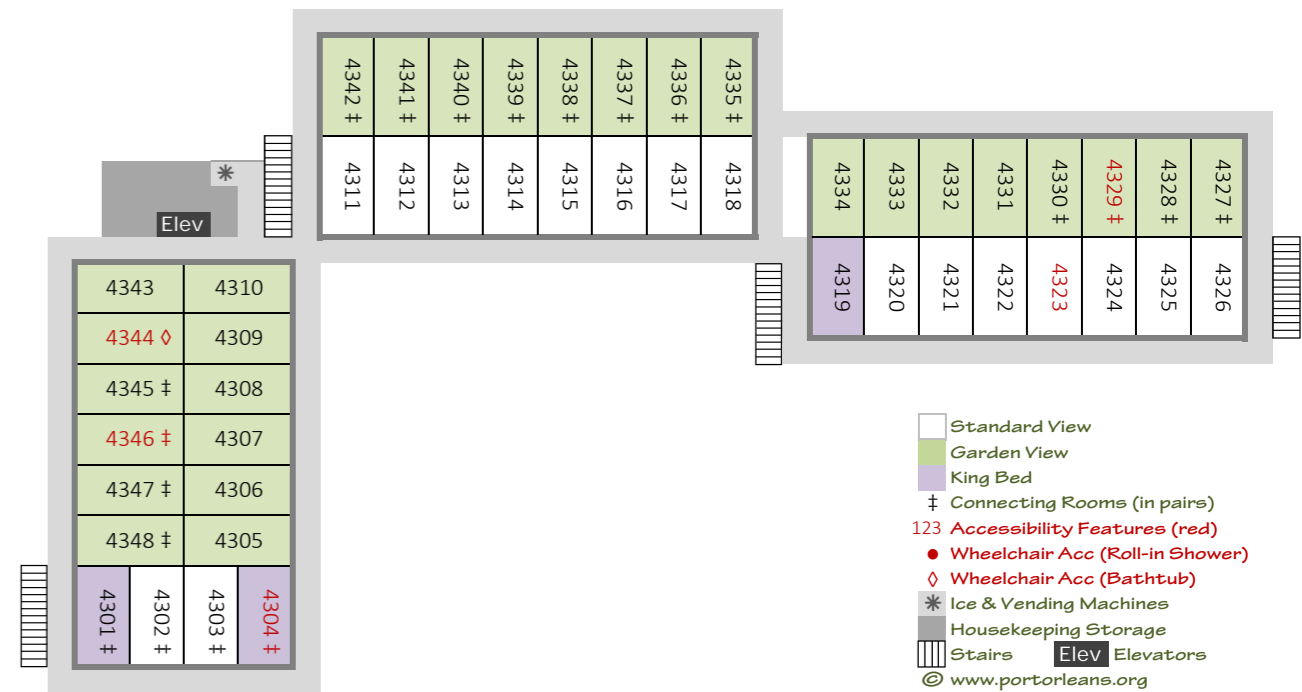 4342 ‡ 4341 ‡ 4340 ‡ 4339 ‡ 4338 ‡ 4337 ‡ 4336 ‡ 4335 ‡
4311 4312 4313 4314 4315 4316 4317 4318
4334 4333 4332 4331 4330 ‡ 4329 ‡ 4328 ‡ 4327 ‡
4319 4320 4321 4322 4323 4324 4325 4326
Elev
4343 4310
4344 ◊ 4309
4345 ‡ 4308
4346 ‡ 4307
4347 ‡ 4306
4348 ‡ 4305
4301 ‡ 4302 ‡ 4303 ‡ 4304 ‡
Standard View
Garden View
King Bed
‡ Connecting Rooms (in pairs)
123 Accessibility Features (red)
● Wheelchair Acc (Roll-in Shower)
◊ Wheelchair Acc (Bathtub)
Ice & Vending Machines
Housekeeping Storage
Stairs Elev Elevators
© www.portorleans.org